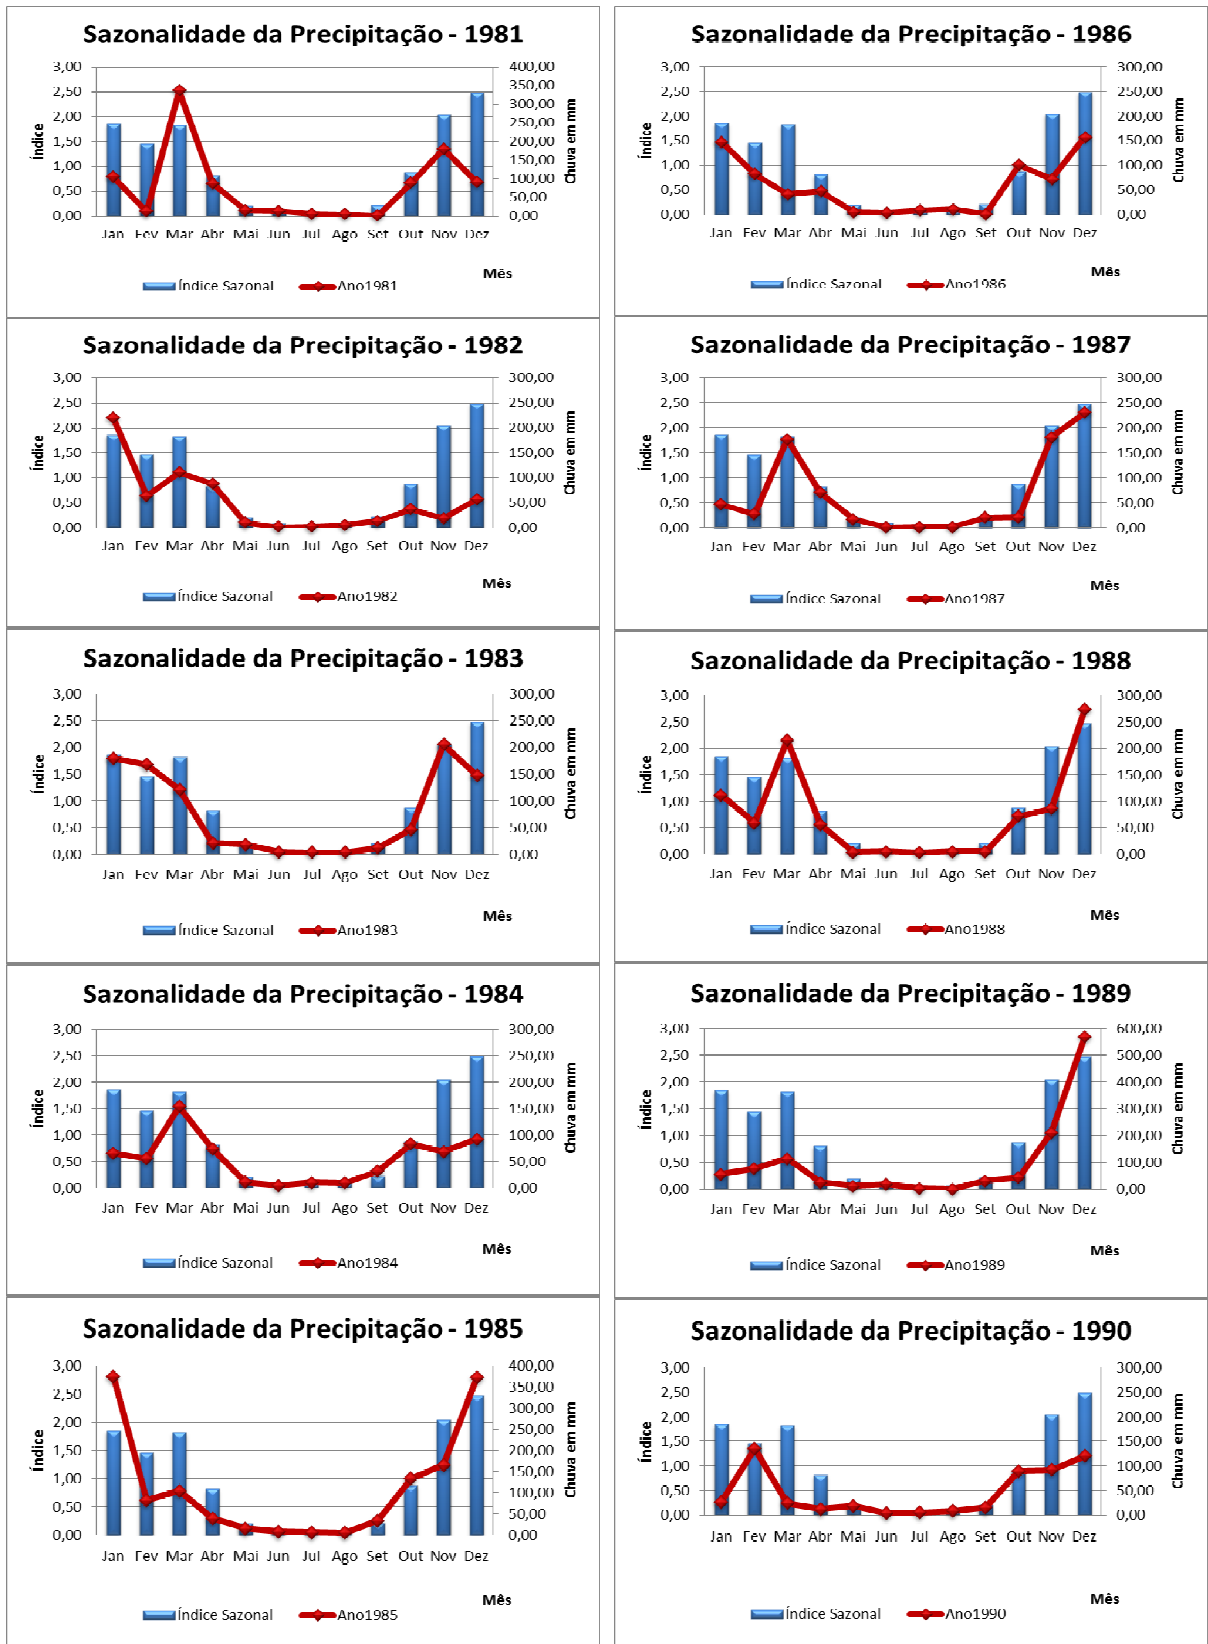 Sazonalidade da Precipitação - 1981
3,00 2,50 2,00 1,50 1,00 0,50 0,00
Índice
400,00 350,00 300,00 250,00 200,00 150,00 100,00 50,00 0,00
Chuva em mm
Jan Fev Mar Abr Mai Jun Jul Ago Set Out Nov Dez
Mês
Índice Sazonal Ano1981
Sazonalidade da Precipitação - 1982
3,00 2,50 2,00 1,50 1,00 0,50 0,00
Índice
300,00 250,00 200,00 150,00 100,00 50,00 0,00
Chuva em mm
Jan Fev Mar Abr Mai Jun Jul Ago Set Out Nov Dez
Mês
Índice Sazonal Ano1982
Sazonalidade da Precipitação - 1983
3,00 2,50 2,00 1,50 1,00 0,50 0,00
Índice
300,00 250,00 200,00 150,00 100,00 50,00 0,00
Chuva em mm
Jan Fev Mar Abr Mai Jun Jul Ago Set Out Nov Dez
Mês
Índice Sazonal Ano1983
Sazonalidade da Precipitação - 1984
3,00 2,50 2,00 1,50 1,00 0,50 0,00
Índice
300,00 250,00 200,00 150,00 100,00 50,00 0,00
Chuva em mm
Jan Fev Mar Abr Mai Jun Jul Ago Set Out Nov Dez
Mês
Índice Sazonal Ano1984
Sazonalidade da Precipitação - 1985
3,00 2,50 2,00 1,50 1,00 0,50 0,00
Índice
400,00 350,00 300,00 250,00 200,00 150,00 100,00 50,00 0,00
Chuva em mm
Jan Fev Mar Abr Mai Jun Jul Ago Set Out Nov Dez
Mês
Índice Sazonal Ano1985
Sazonalidade da Precipitação - 1986
3,00 2,50 2,00 1,50 1,00 0,50 0,00
Índice
300,00 250,00 200,00 150,00 100,00 50,00 0,00
Chuva em mm
Jan Fev Mar Abr Mai Jun Jul Ago Set Out Nov Dez
Mês
Índice Sazonal Ano1986
Sazonalidade da Precipitação - 1987
3,00 2,50 2,00 1,50 1,00 0,50 0,00
Índice
300,00 250,00 200,00 150,00 100,00 50,00 0,00
Chuva em mm
Jan Fev Mar Abr Mai Jun Jul Ago Set Out Nov Dez
Mês
Índice Sazonal Ano1987
Sazonalidade da Precipitação - 1988
3,00 2,50 2,00 1,50 1,00 0,50 0,00
Índice
300,00 250,00 200,00 150,00 100,00 50,00 0,00
Chuva em mm
Jan Fev Mar Abr Mai Jun Jul Ago Set Out Nov Dez
Mês
Índice Sazonal Ano1988
Sazonalidade da Precipitação - 1989
3,00 2,50 2,00 1,50 1,00 0,50 0,00
Índice
600,00 500,00 400,00 300,00 200,00 100,00 0,00
Chuva em mm
Jan Fev Mar Abr Mai Jun Jul Ago Set Out Nov Dez
Mês
Índice Sazonal Ano1989
Sazonalidade da Precipitação - 1990
3,00 2,50 2,00 1,50 1,00 0,50 0,00
Índice
300,00 250,00 200,00 150,00 100,00 50,00 0,00
Chuva em mm
Jan Fev Mar Abr Mai Jun Jul Ago Set Out Nov Dez
Mês
Índice Sazonal Ano1990